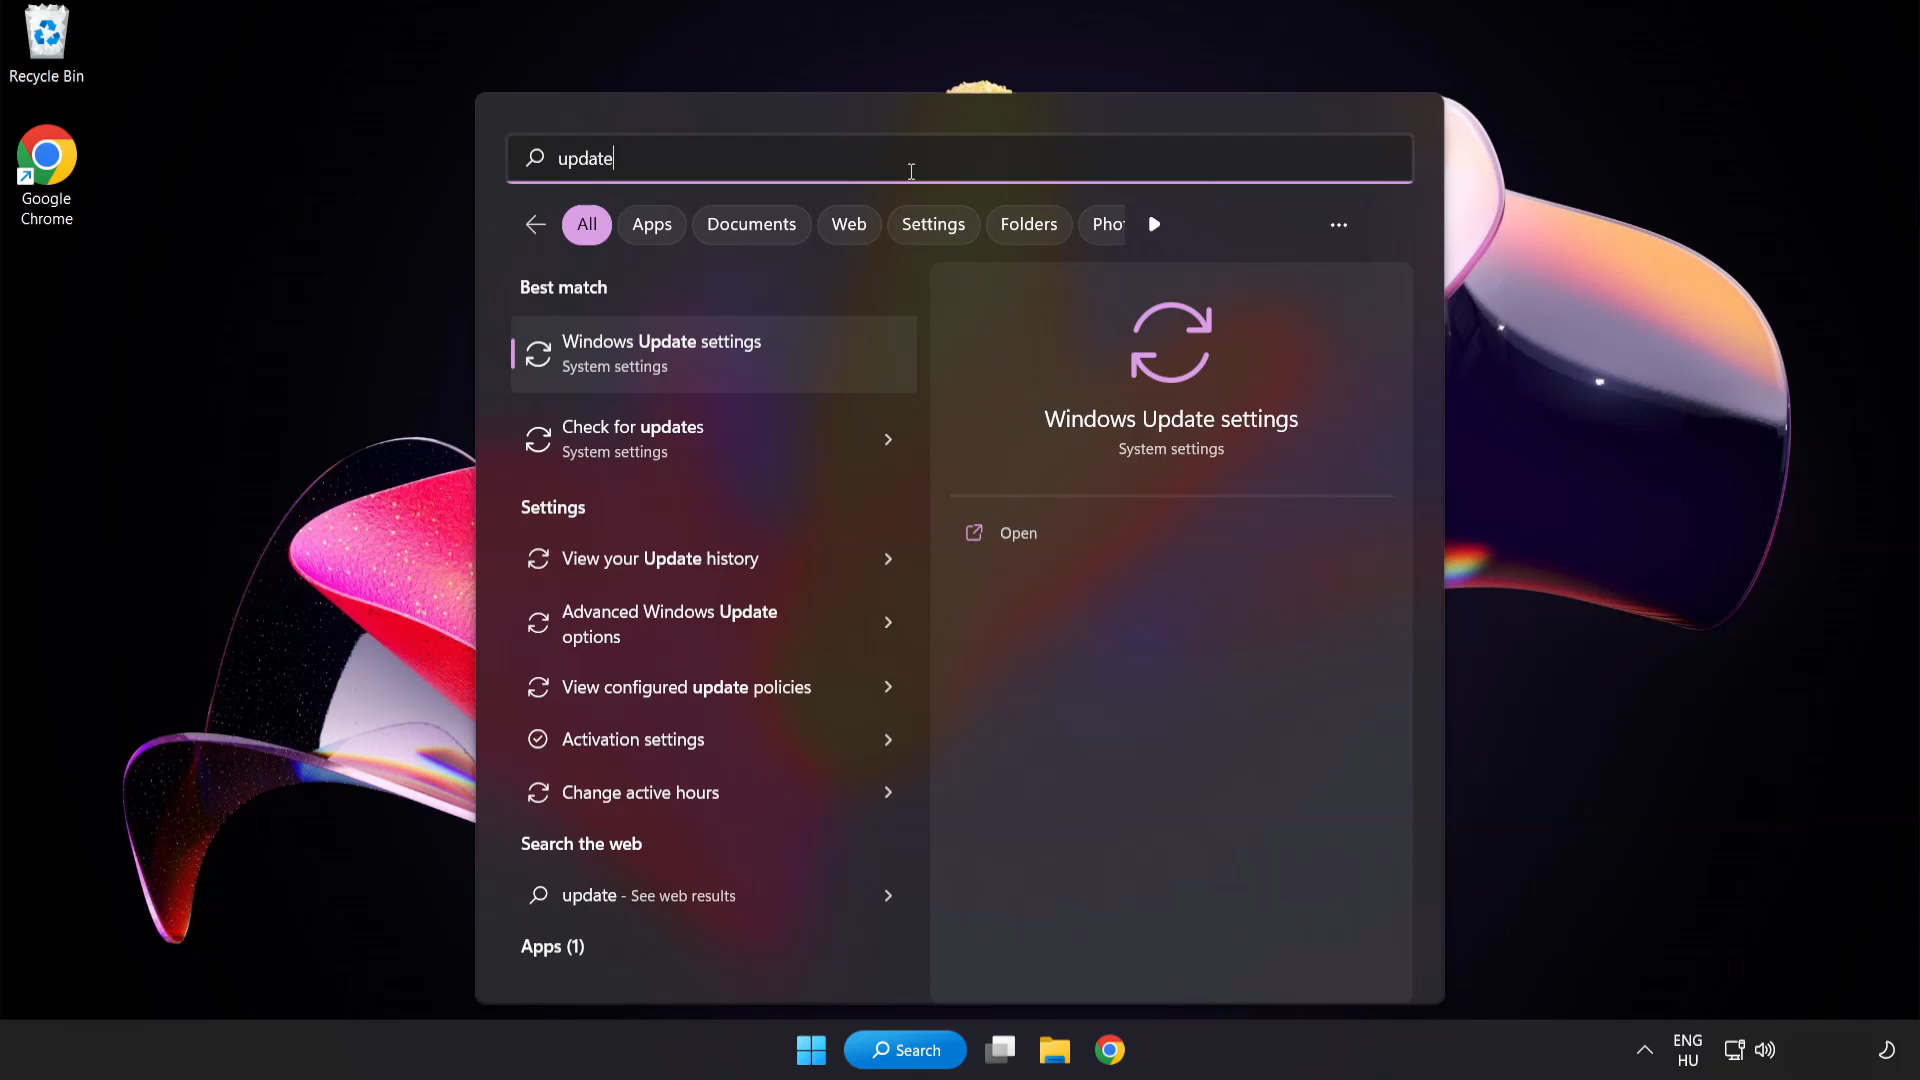 Recycle Bin
Google
Chrome
update
All
Apps
Documents
Web
Settings
Folders
Pho
Best match
Windows Update settings
System settings
Check for updates
System settings
Settings
View your Update history
Advanced Windows Update
options
View configured update policies
Activation settings
Change active hours
Search the web
update - See web results
Apps (1)
Windows Update settings
System settings
Open
Search
ENG
HU